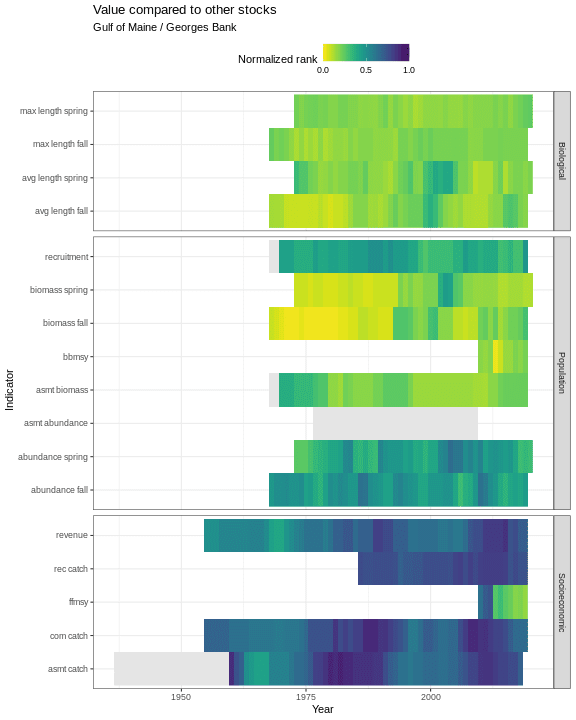 Value compared to other stocks
Gulf of Maine / Georges Bank
Normalized rank
0.0 0.5 1.0
max length spring
max length fall
avg length spring
avg length fall
Biological
recruitment
biomass spring
biomass fall
bbmsy
asmt biomass
asmt abundance
abundance spring
abundance fall
Population
revenue
rec catch
ffmsy
com catch
asmt catch
Socioeconomic
Indicator
1950 1975 2000
Year